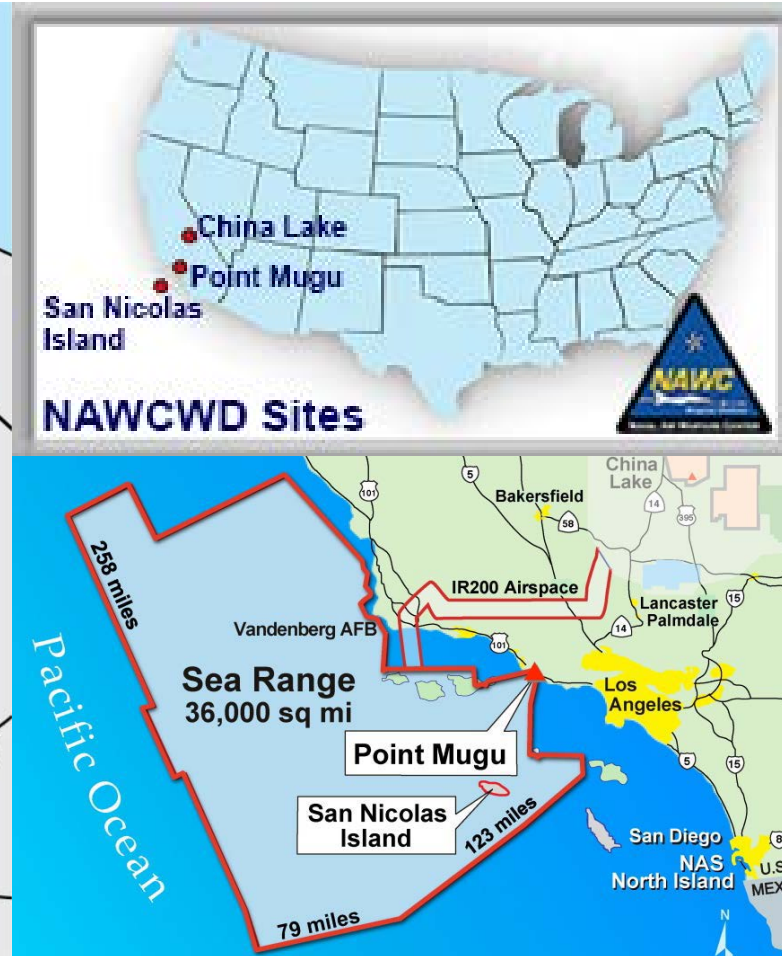 China Lake
Point Mugu
San Nicolas
Island
NAWCWD Sites
NAWC
China
Lake
5
101
14
395
Bakersfield
58
258 miles
IR200 Airspace
Lancaster
Palmdale
15
Vandenberg AFB
101
14
Sea Range
36,000 sq mi
Los
Angeles
Point Mugu
Pacific Ocean
5
15
San Nicolas
Island
123 miles
San Diego
8
NAS
North Island
U.S
MEX
79 miles
N